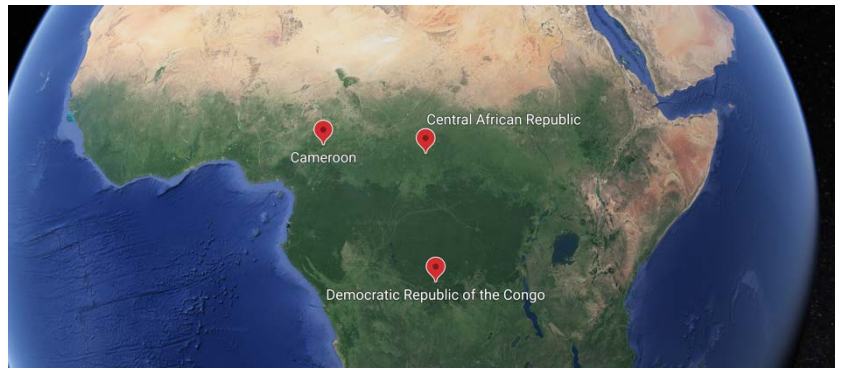 Central African Republic
Cameroon
Democratic Republic of the Congo